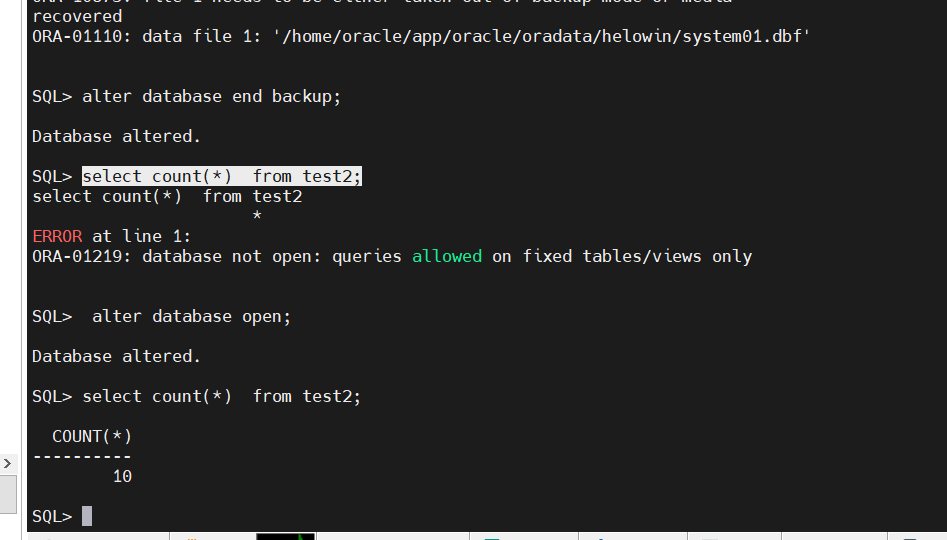 recovered
ORA-01110: data file 1: '/home/oracle/app/oracle/oradata/helowin/system01.dbf'
SQL> alter database end backup;
Database altered.
SQL> select count(*)  from test2;
select count(*)  from test2
*
ERROR at line 1:
ORA-01219: database not open: queries allowed on fixed tables/views only
SQL>  alter database open;
Database altered.
SQL> select count(*)  from test2;
COUNT(*)
----------
10
SQL>